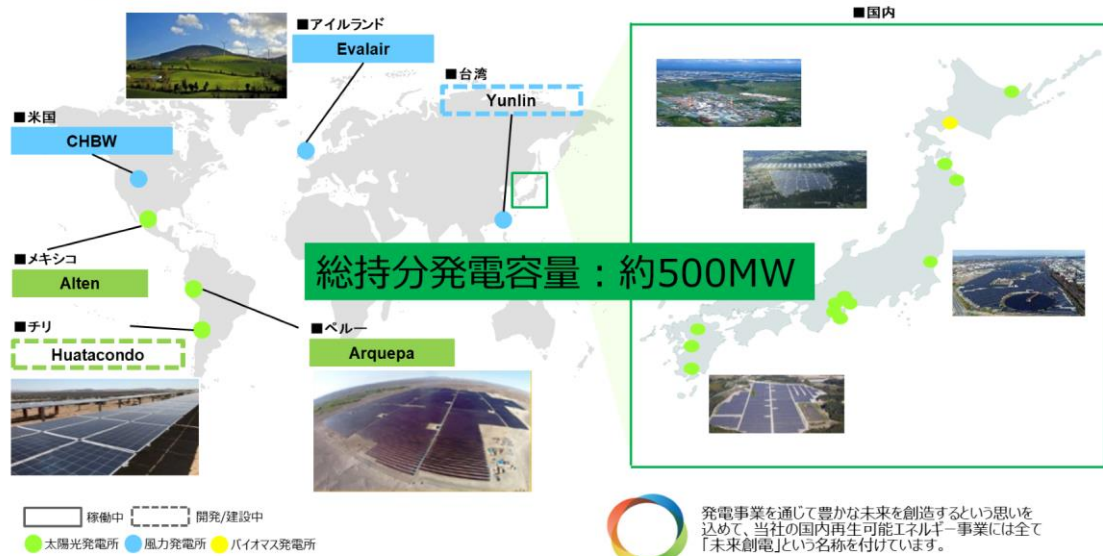 ■国内
■アイルランド
Evalair
■台湾
Yunlin
■米国
CHBW
総持分発電容量：約500MW
■メキシコ
Alten
■チリ
Huatacondo
■ペルー
Arquepa
稼働中
開発/建設中
太陽光発電所
風力発電所
バイオマス発電所
発電事業を通じて豊かな未来を創造するという思いを
込めて、当社の国内再生可能エネルギー事業には全て
「未来創電」という名称を付けています。